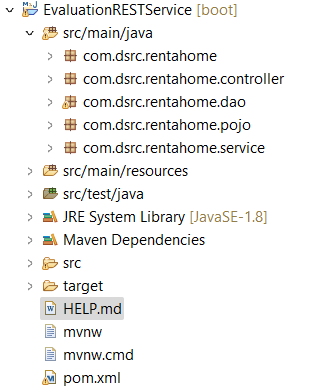 EvaluationRESTService [boot]
src/main/java
com.dsrc.rentahome
com.dsrc.rentahome.controller
com.dsrc.rentahome.dao
com.dsrc.rentahome.pojo
com.dsrc.rentahome.service
src/main/resources
src/test/java
JRE System Library [JavaSE-1.8]
Maven Dependencies
src
target
HELP.md
mvnw
mvnw.cmd
pom.xml